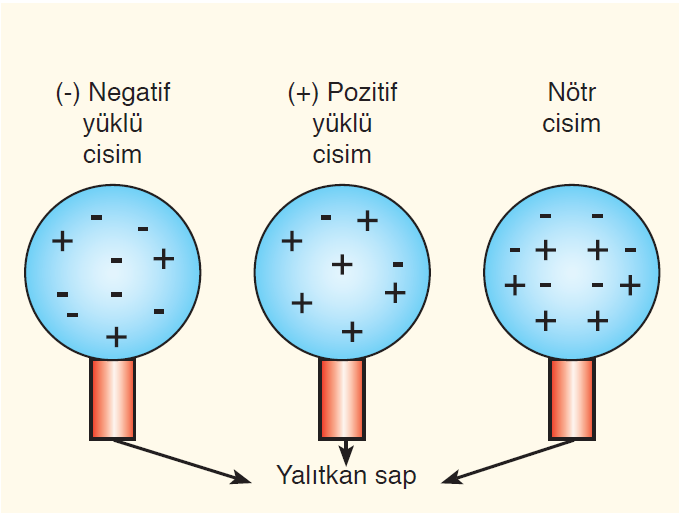 (-) Negatif
yüklü
cisim
(+) Pozitif
yüklü
cisim
Nötr
cisim
Yalıtkan sap